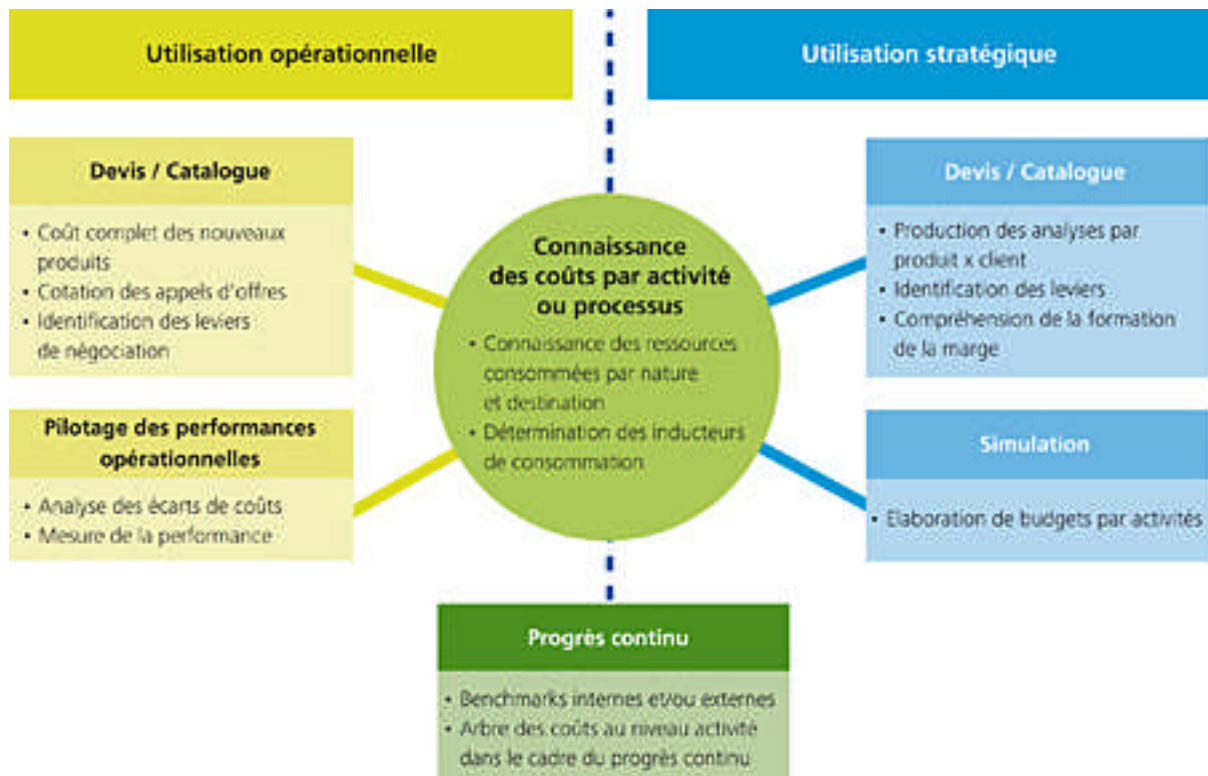 Utilisation opérationnelle
Utilisation stratégique
Devis / Catalogue
• Coût complet des nouveaux
produits
• Cotation des appels d'offres
• Identification des leviers
de négociation
Pilotage des performances
opérationnelles
• Analyse des écarts de coûts
• Mesure de la performance
Connaissance
des coûts par activité
ou processus
• Connaissance des ressources
consommées par nature
et destination
• Détermination des inducteurs
de consommation
Devis / Catalogue
• Production des analyses par
produit x client
• Identification des leviers
• Compréhension de la formation
de la marge
Simulation
• Elaboration de budgets par activités
Progrès continu
• Benchmarks internes et/ou externes
• Arbre des coûts au niveau activité
dans le cadre du progrès continu